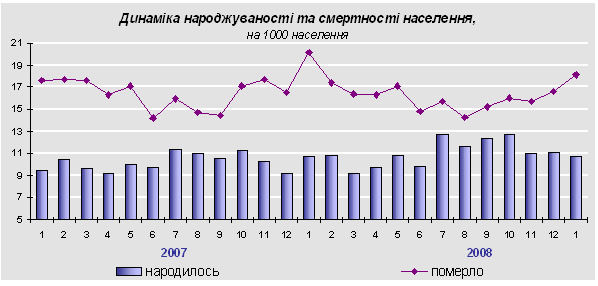 Динаміка народжуваності та смертності населення,
на 1000 населення
21
19
17
15
13
11
9
7
5
1 2 3 4 5 6 7 8 9 10 11 12 1 2 3 4 5 6 7 8 9 10 11 12 1
2007 2008
народилось померло